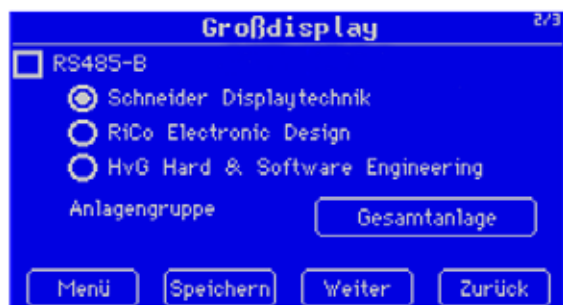 Großdisplay 2/3
RS485-B
Schneider Displaytechnik
RiCo Electronic Design
HvG Hard & Software Engineering
Anlagengruppe Gesamtanlage
Menü Speichern Weiter Zurück